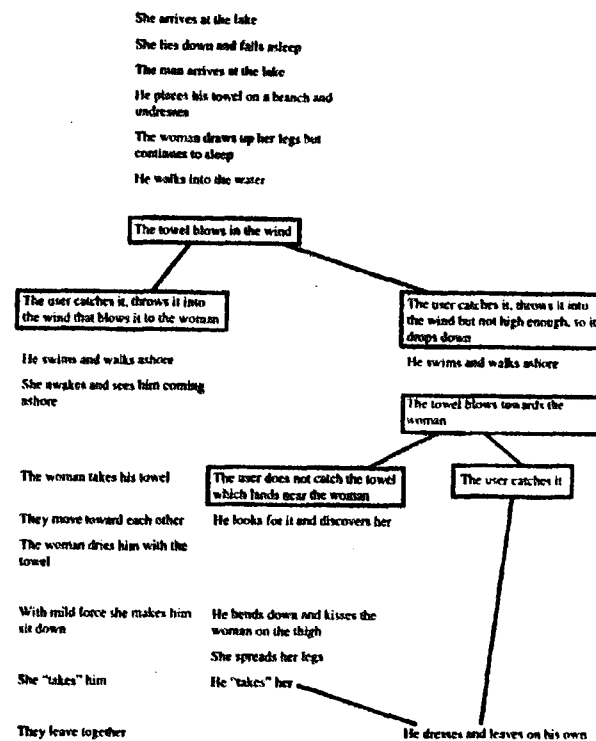 She arrives at the lake
She lies down and falls asleep
The man arrives at the lake
He places his towel on a branch and
undresses
The woman draws up her legs but
continues to sleep
He walks into the water
The towel blows in the wind
The user catches it, throws it into
the wind that blows it to the woman
He swims and walks ashore
She awakes and sees him coming
ashore
The user catches it, throws it into
the wind but not high enough, so it
drops down
He swims and walks ashore
The towel blows towards the
woman
The woman takes his towel
They move toward each other
The woman dries him with the
towel
The user does not catch the towel
which lands near the woman
He looks for it and discovers her
The user catches it
With mild force she makes him
sit down
She "takes" him
They leave together
He bends down and kisses the
woman on the thigh
She spreads her legs
He "takes" her
He dresses and leaves on his own